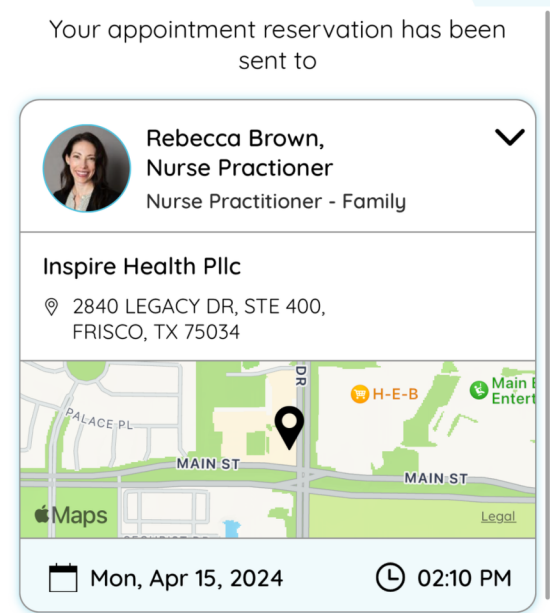 Your appointment reservation has been
sent to
Rebecca Brown,
Nurse Practioner
Nurse Practitioner - Family
Inspire Health Pllc
2840 LEGACY DR, STE 400,
FRISCO, TX 75034
DR
H-E-B
Main
Entert
PALACE PL
MAIN ST
MAIN ST
Maps
Legal
Mon, Apr 15, 2024
02:10 PM